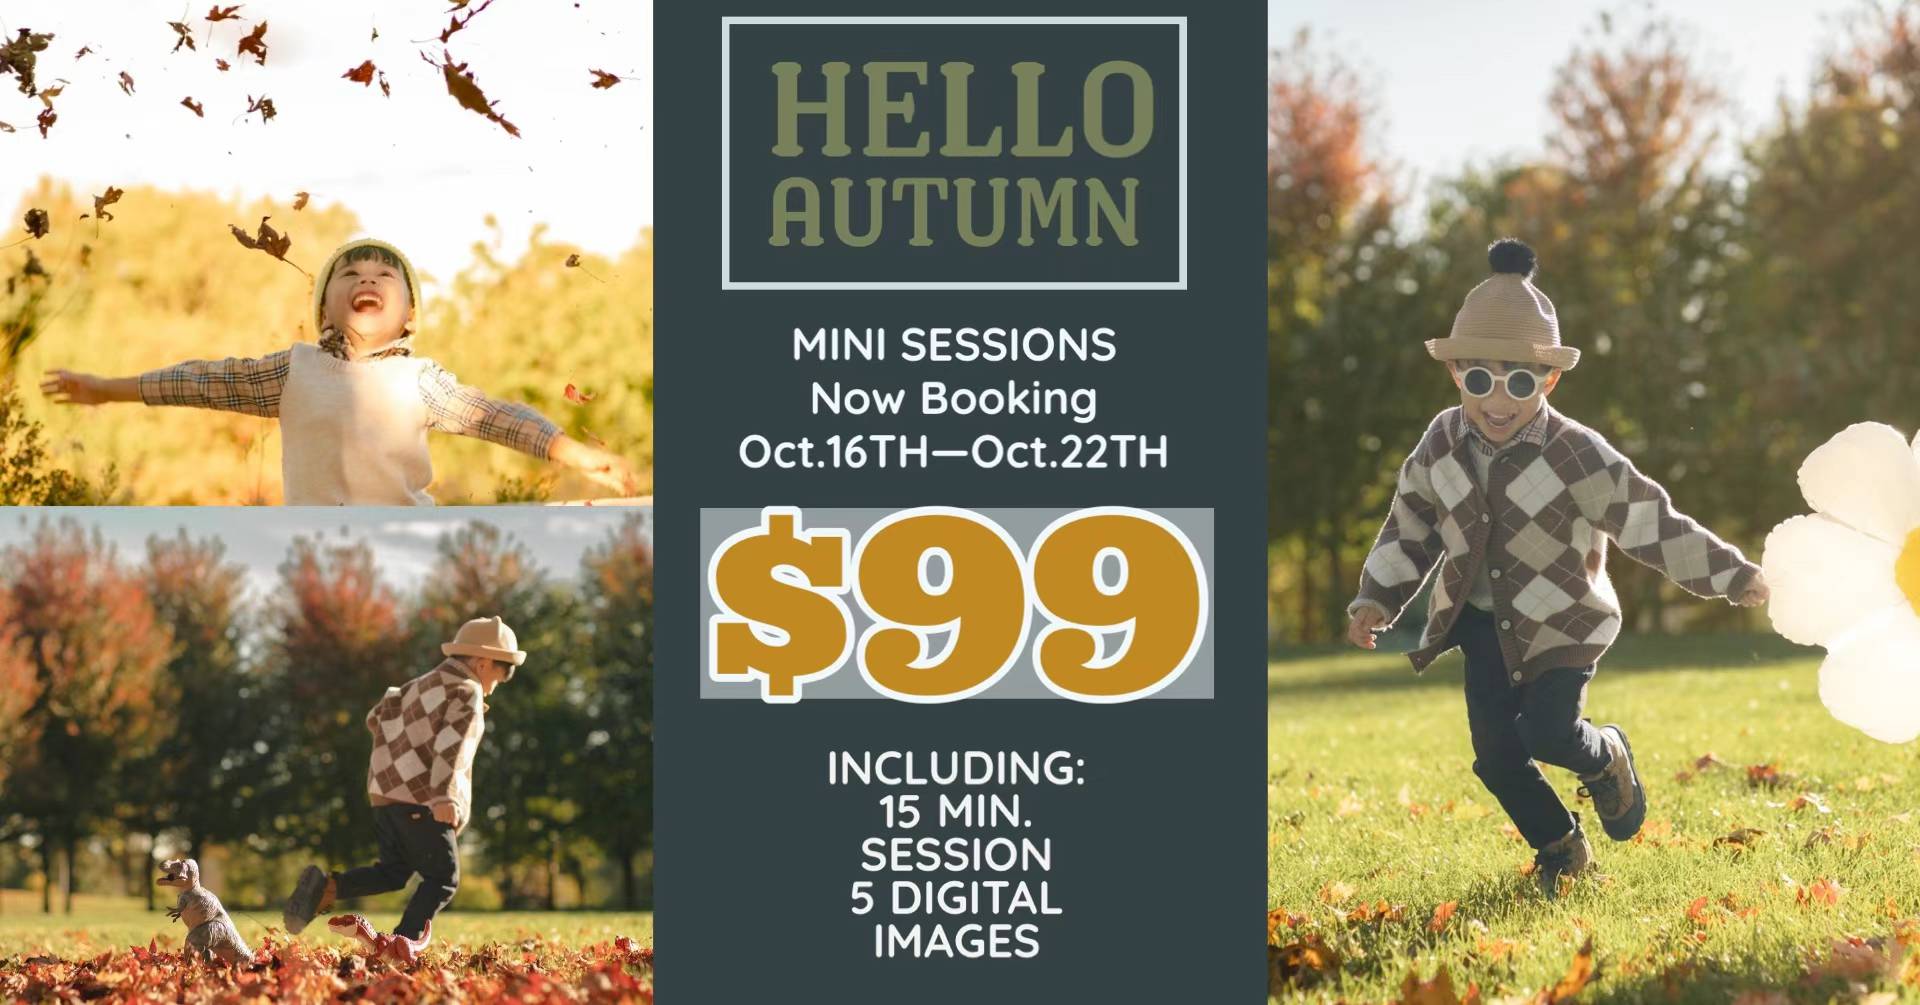 HELLO
AUTUMN
MINI SESSIONS
Now Booking
Oct.16TH—Oct.22TH
$99
INCLUDING:
15 MIN.
SESSION
5 DIGITAL
IMAGES